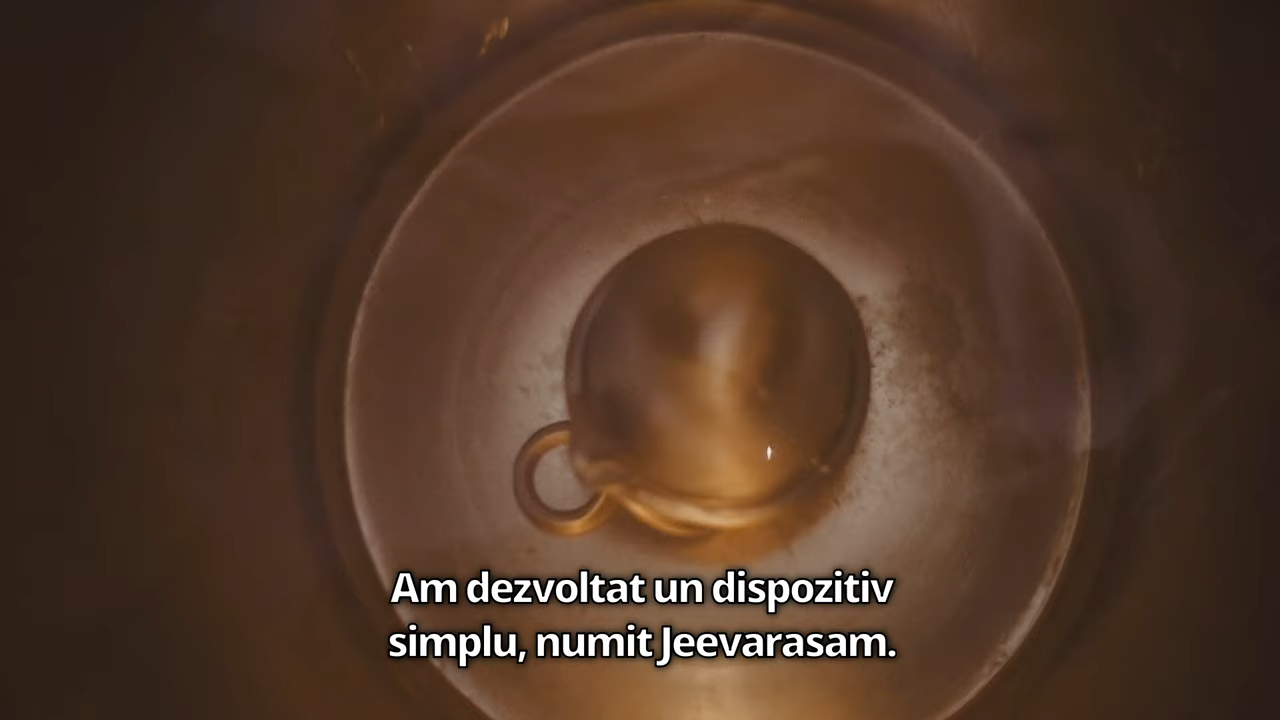 Am dezvoltat un dispozitiv
simplu, numit Jeevarasam.